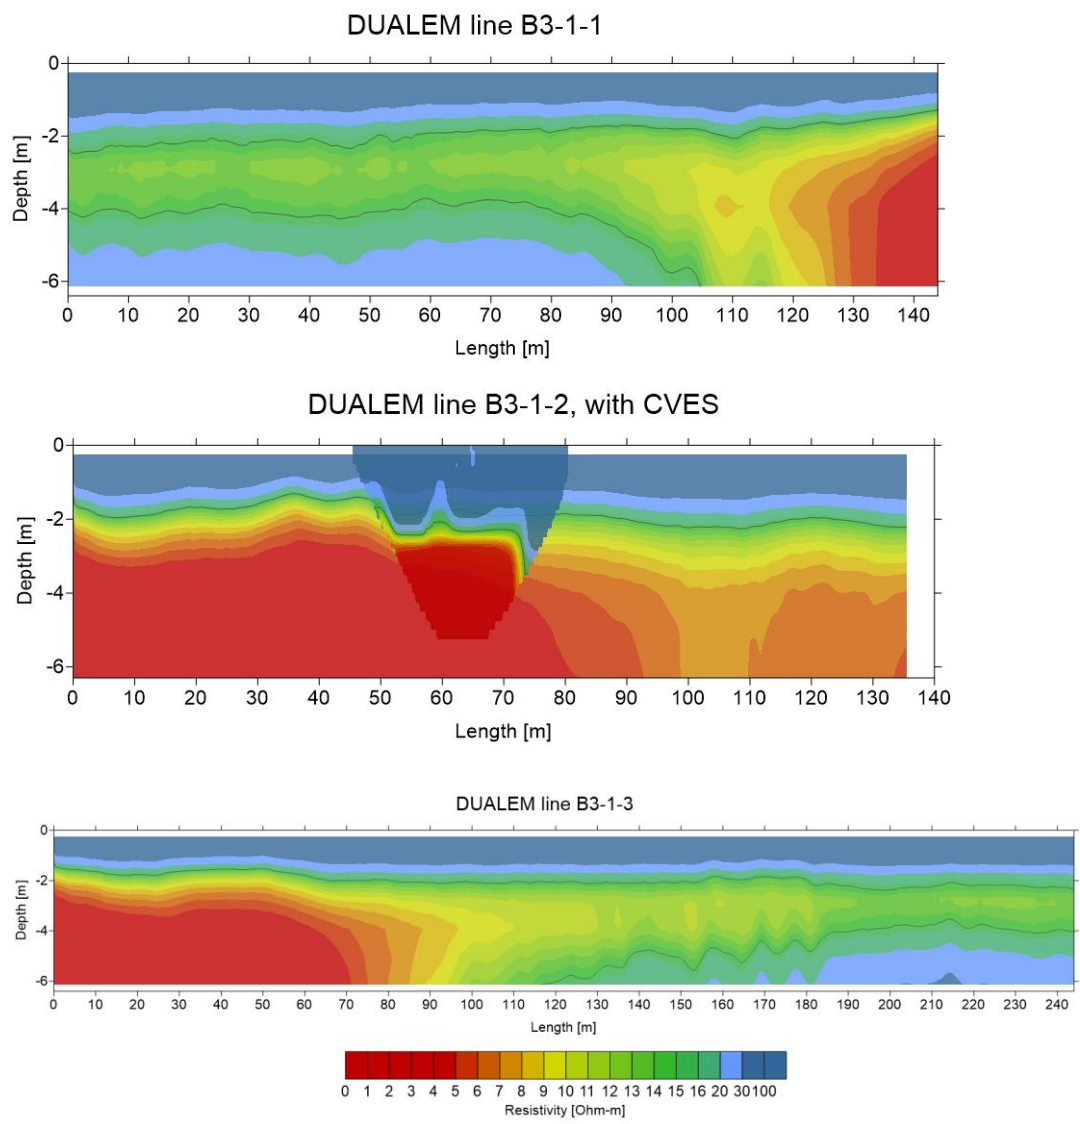 DUALEM line B3-1-1
0
-2
-4
-6
Depth [m]
0 10 20 30 40 50 60 70 80 90 100 110 120 130 140
Length [m]
DUALEM line B3-1-2, with CVES
0
-2
-4
-6
Depth [m]
0 10 20 30 40 50 60 70 80 90 100 110 120 130 140
Length [m]
DUALEM line B3-1-3
0
-2
-4
-6
Depth [m]
0 10 20 30 40 50 60 70 80 90 100 110 120 130 140 150 160 170 180 190 200 210 220 230 240
Length [m]
0 1 2 3 4 5 6 7 8 9 10 11 12 13 14 15 16 20 30 100
Resistivity [Ohm-m]